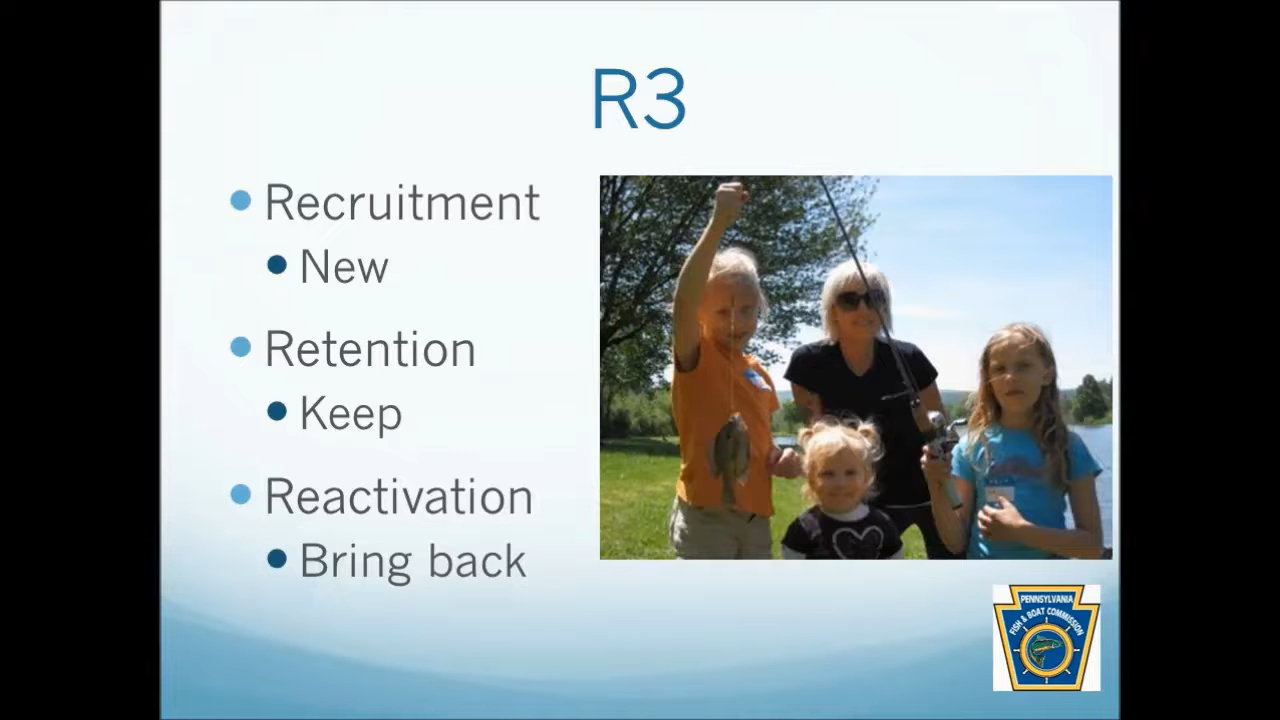 R3
Recruitment
New
Retention
Keep
Reactivation
Bring back
PENNSYLVANIA
FISH & BOAT COMMISSION